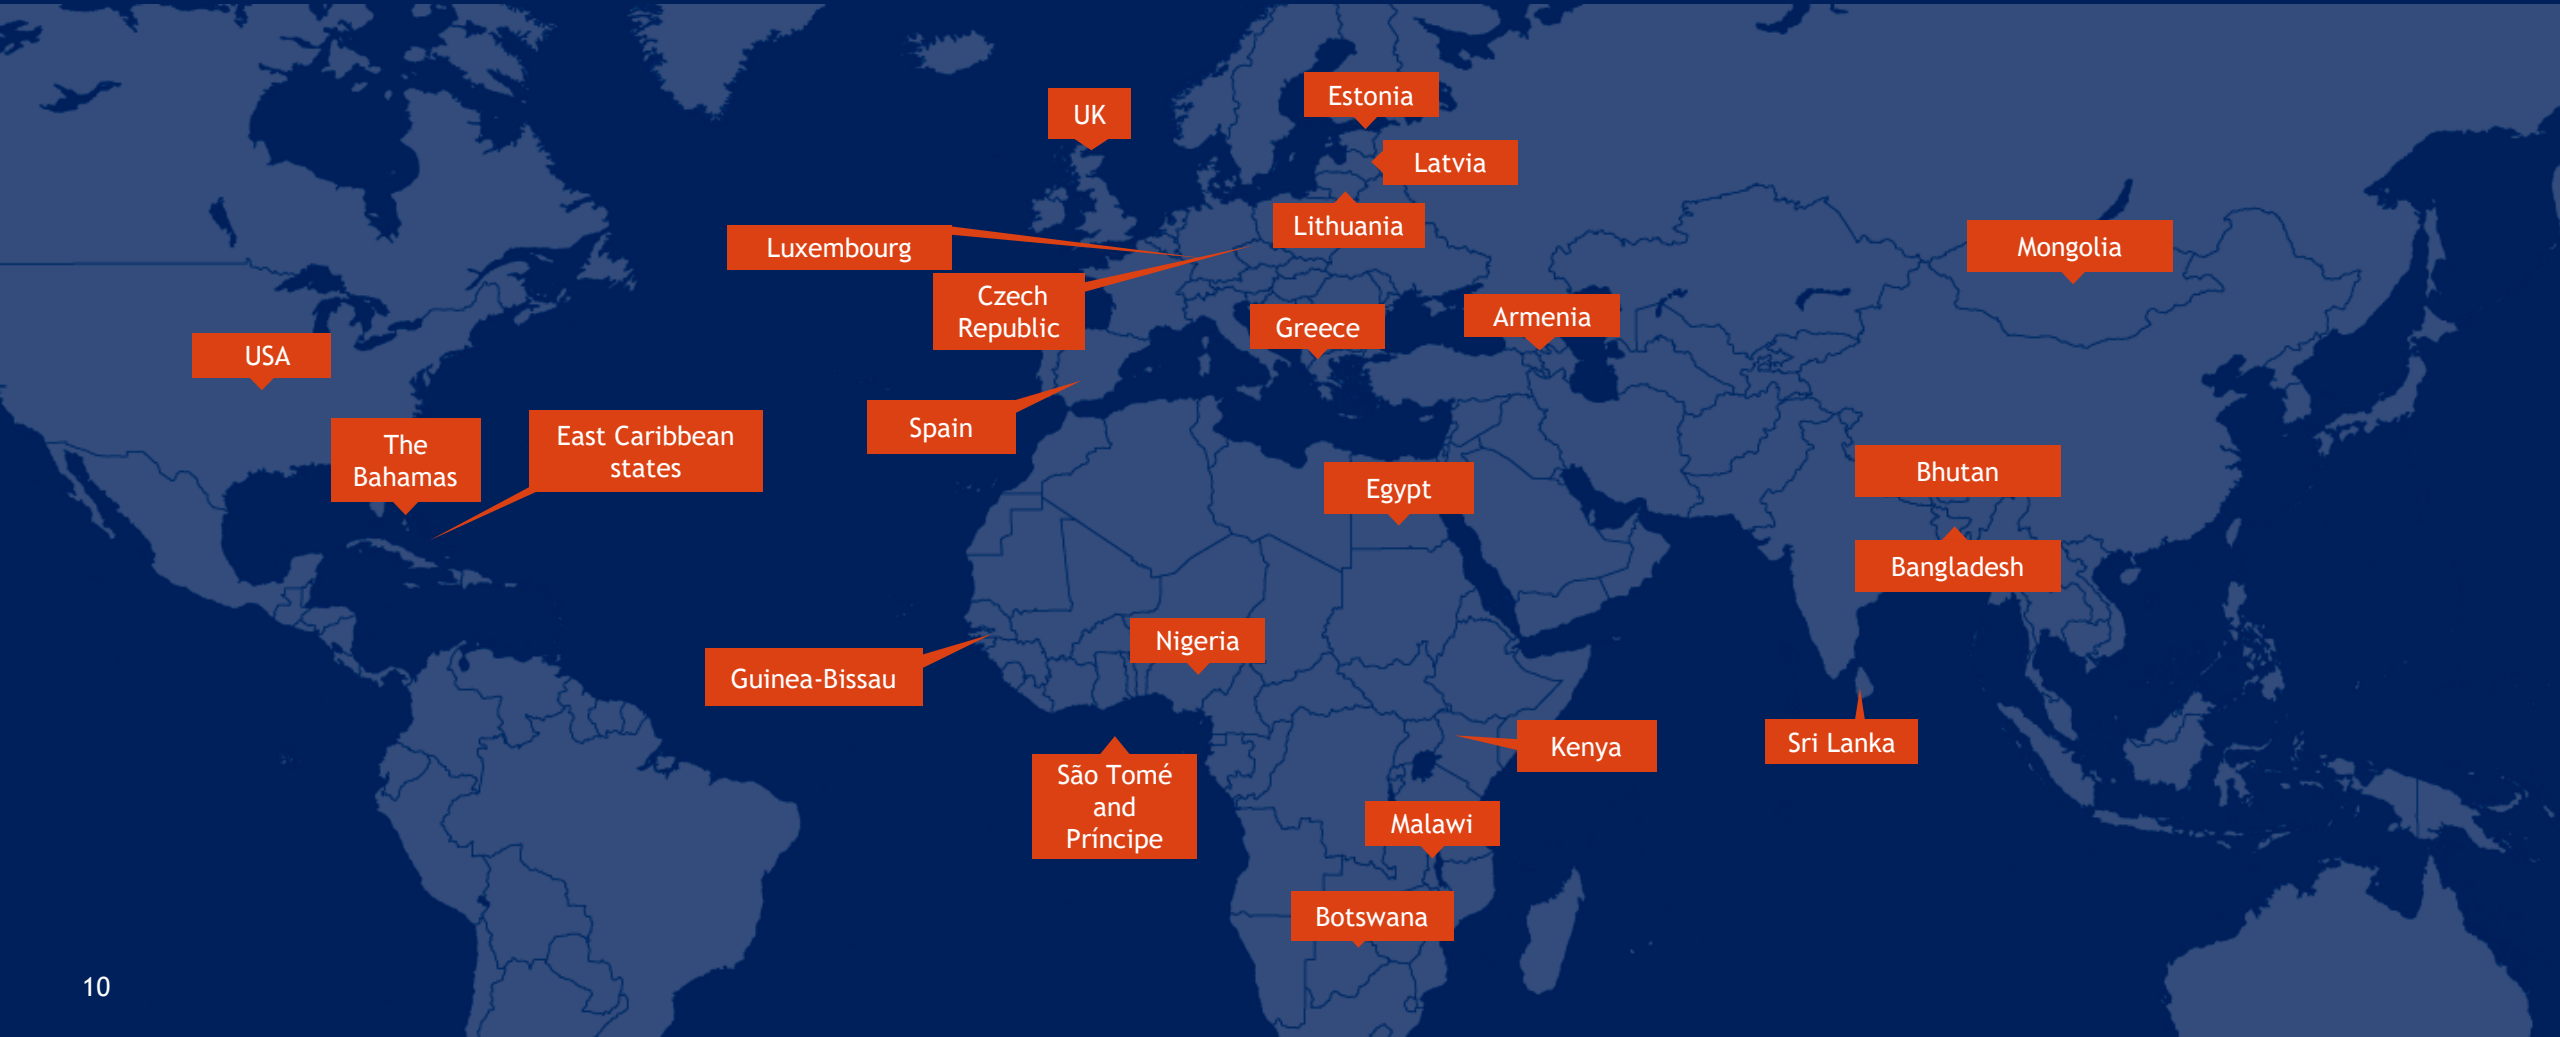 Estonia
UK
Latvia
Lithuania
Luxembourg
Mongolia
Czech
Republic
Greece
Armenia
USA
Spain
The
Bahamas
East Caribbean
states
Egypt
Bhutan
Bangladesh
Nigeria
Guinea-Bissau
Kenya
Sri Lanka
São Tomé
and
Príncipe
Malawi
Botswana
10